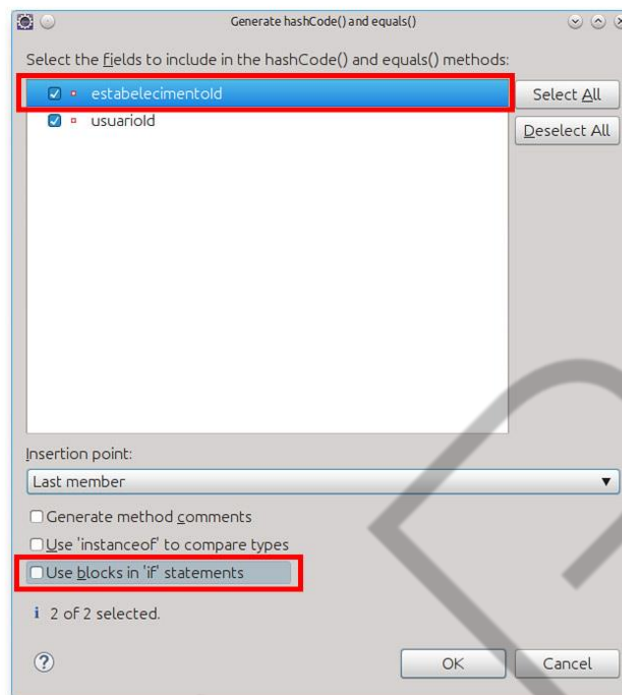 Generate hashCode() and equals()
Select the Fields to include in the hashCode() and equals() methods:
estabelecimentoId
usuarioId
Select All
Deselect All
Insertion point:
Last member
Generate method comments
Use 'instanceof' to compare types
Use blocks in 'if' statements
i 2 of 2 selected.
?
OK
Cancel